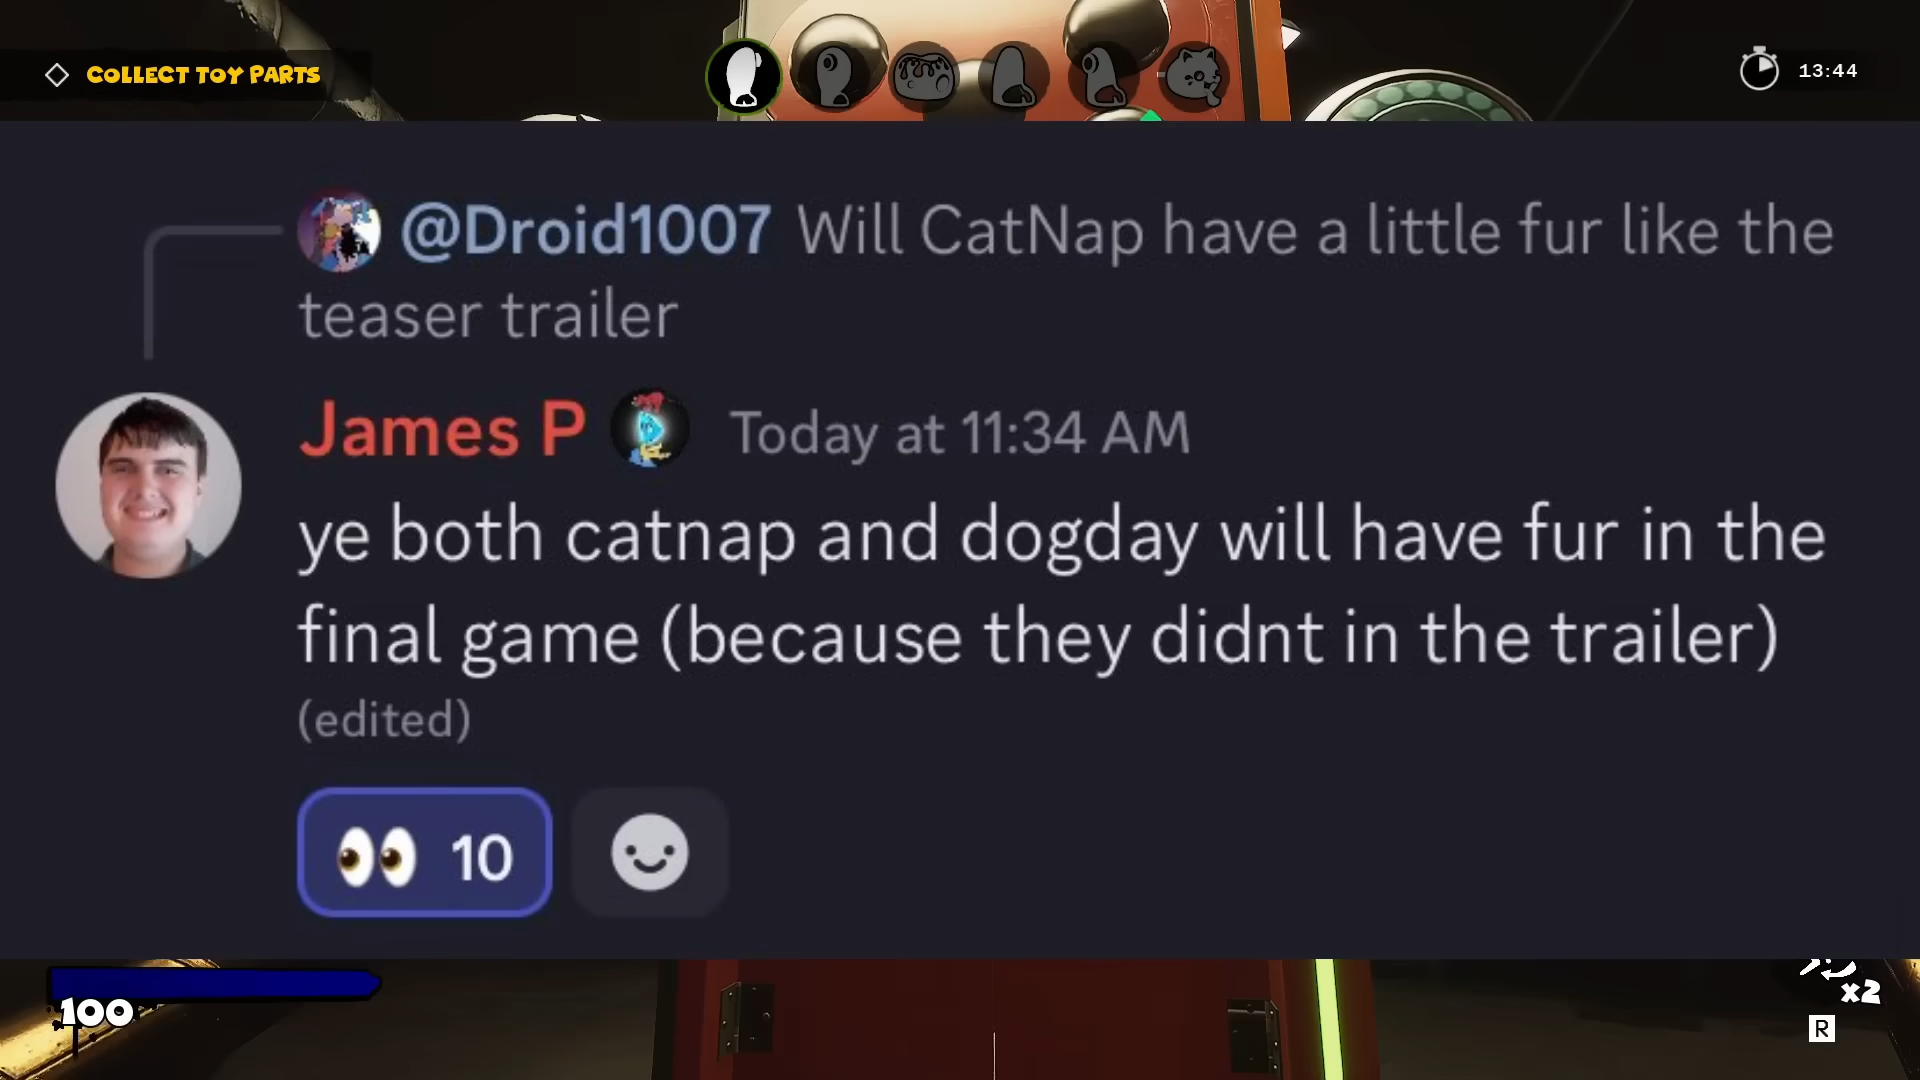 COLLECT TOY PARTS
13:44
@Droid1007 Will CatNap have a little fur like the
teaser trailer
James P Today at 11:34 AM
ye both catnap and dogday will have fur in the
final game (because they didnt in the trailer)
(edited)
👀 10
100
x2
R